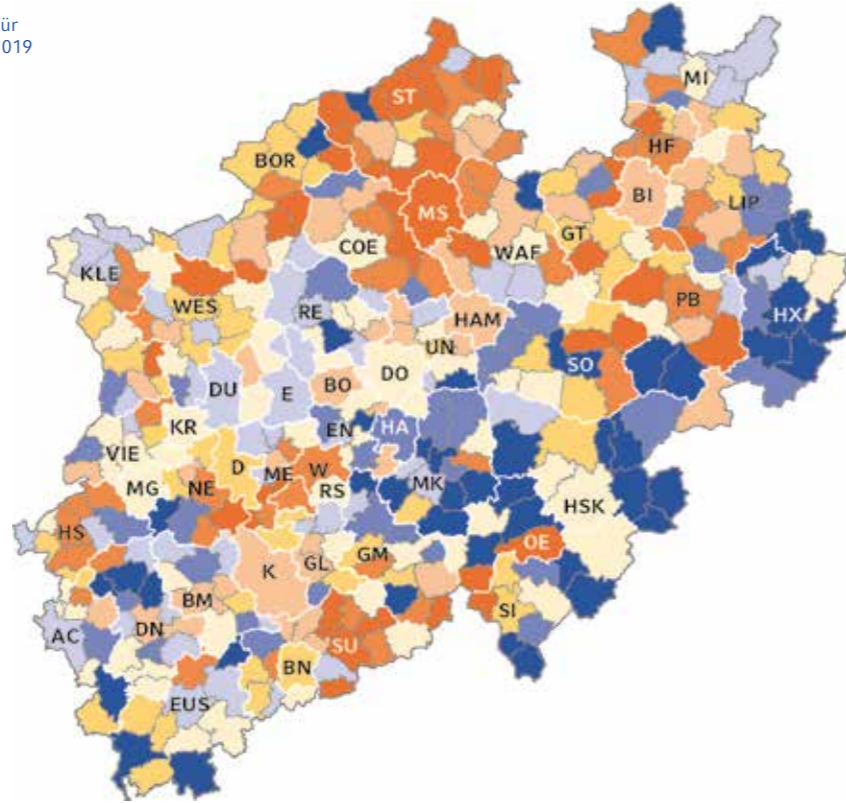 ür
019
ST
MI
BOR
HF
BI
LIP
MS
GT
COE
WAF
KLE
WES
RE
PB
HX
HAM
UN
SO
DO
DU
E
BO
KR
EN
HA
VIE
D
ME
W
MK
MG
NE
RS
HSK
HS
OE
GM
K
GL
BM
SI
AC
DN
SU
BN
EUS